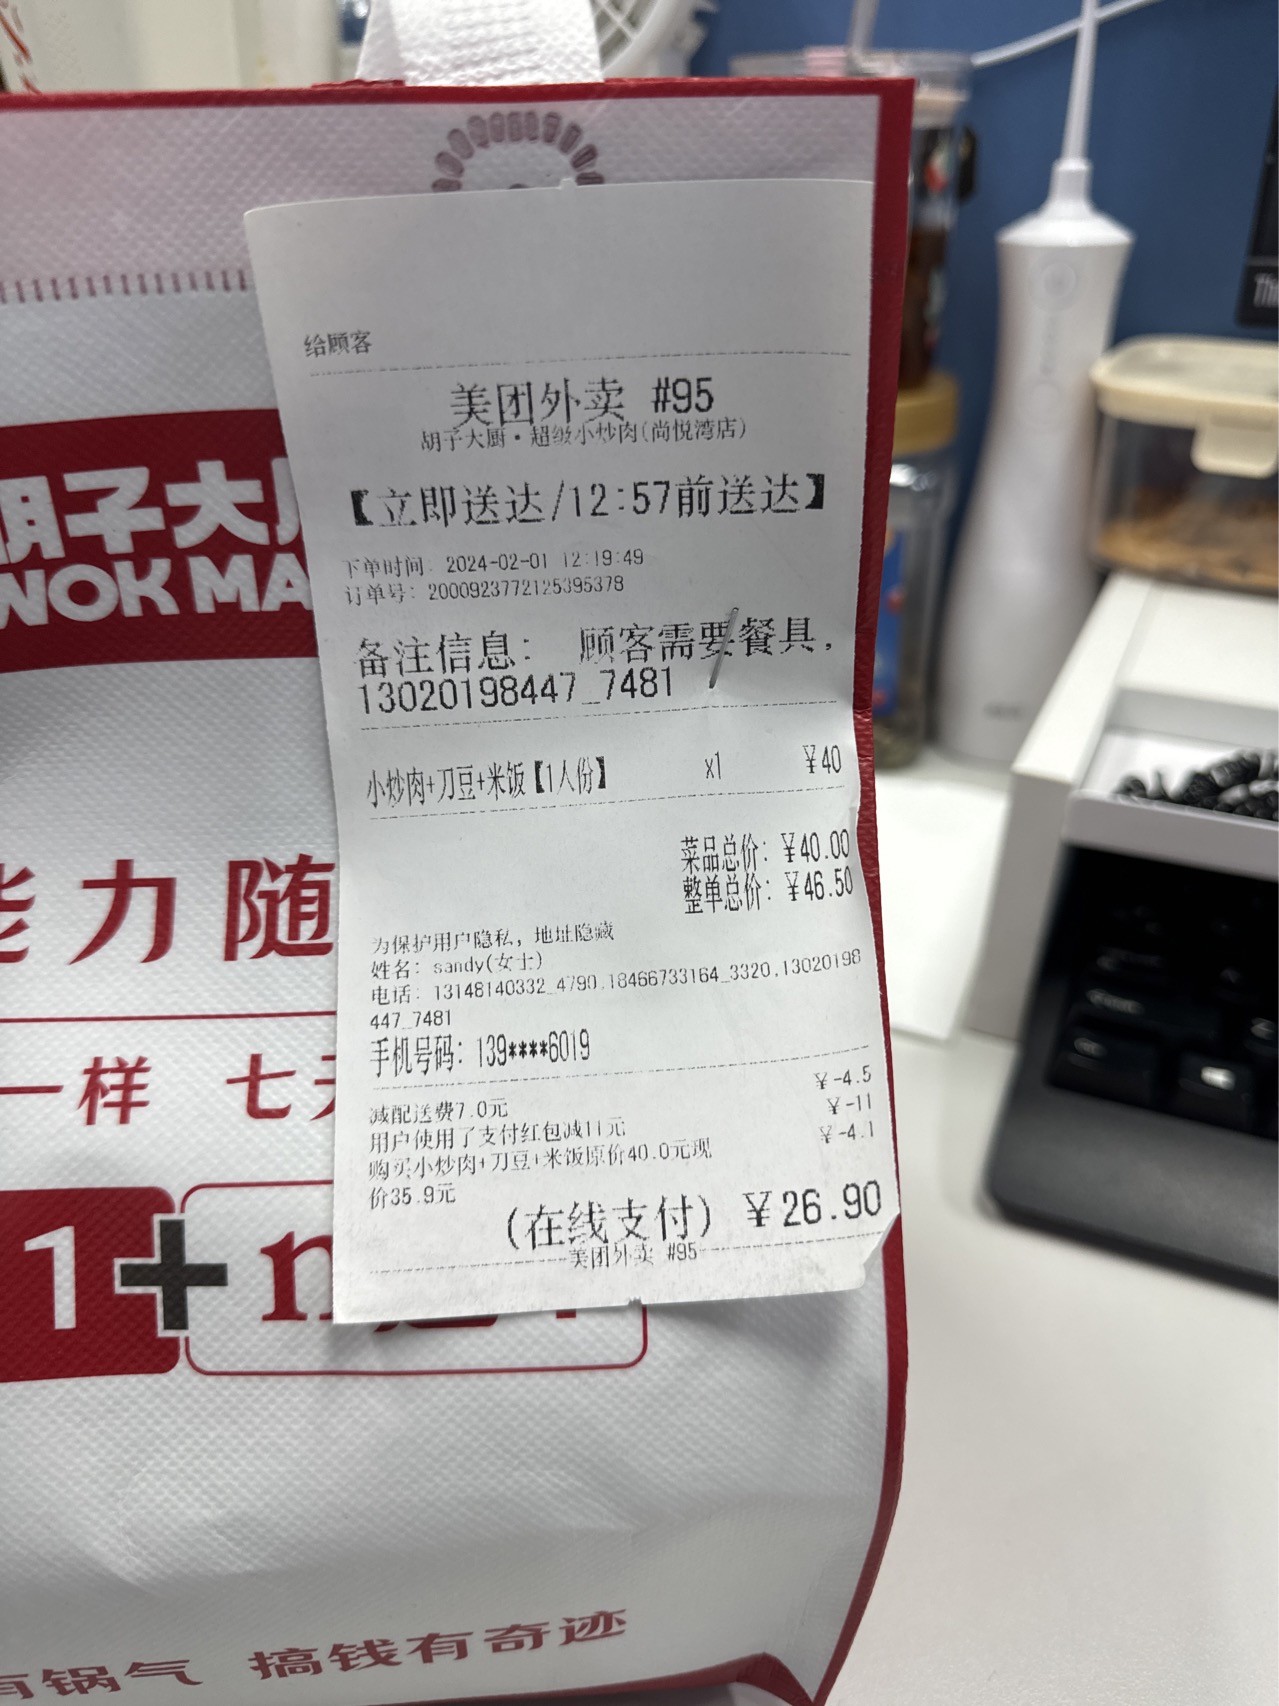 给顾客
美团外卖 #95
胡子大厨·超级小炒肉(尚悦湾店)
【立即送达/12:57前送达】
下单时间: 2024-02-01 12:19:49
订单号: 2000923772125395378
备注信息: 顾客需要餐具,
13020198447_7481
小炒肉+刀豆+米饭【1人份】 x1 ¥40
菜品总价: ¥40.00
整单总价: ¥46.50
为保护用户隐私, 地址隐藏
姓名: sandy(女士)
电话: 13148140332_4790,18466733164_3320,13020198
447_7481
手机号码: 139****6019
减配送费7.0元 ¥-4.5
用户使用了支付红包减11元 ¥-11
购买小炒肉+刀豆+米饭原价40.0元现 ¥-4.1
价35.9元
(在线支付) ¥26.90
美团外卖 #95
胡子大
WOK MA
能力随
一样 七天
1+n
有锅气 搞钱有奇迹